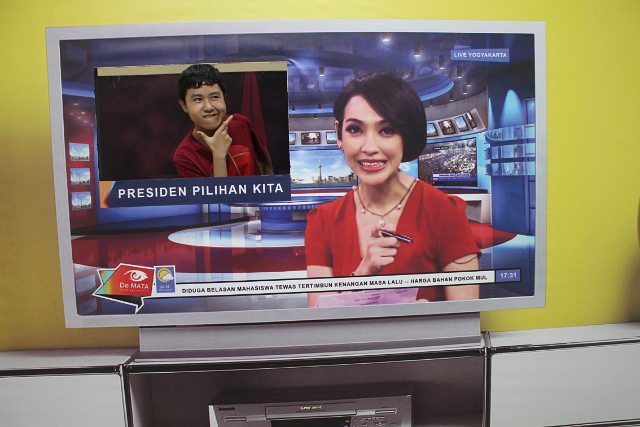 LIVE YOGYAKARTA
PRESIDEN PILIHAN KITA
De MATA
17:31
DIDUGA BELASAN MAHASISWA TEWAS TERTIMBUN KENANGAN MASA LALU -- HARGA BAHAN POKOK MUL